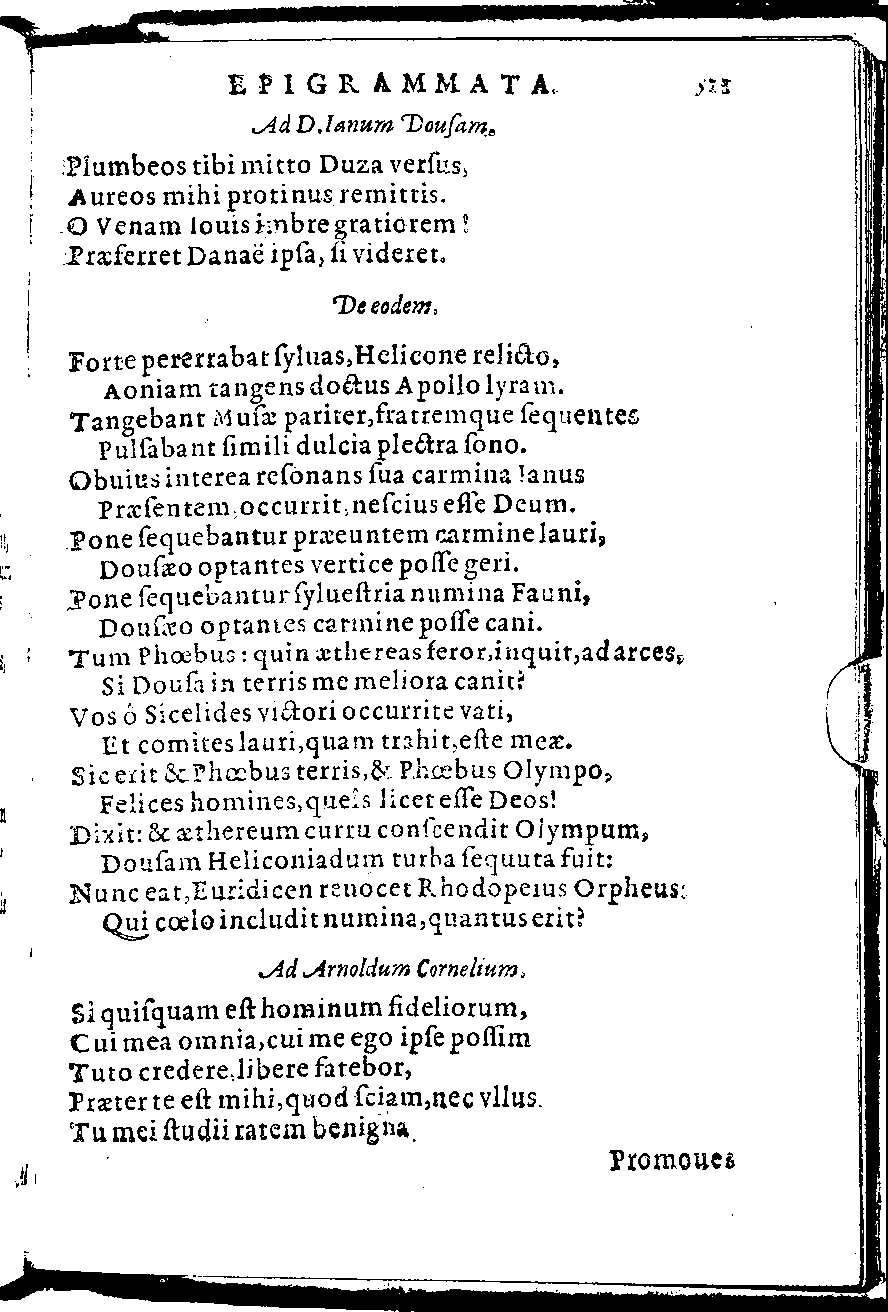 EPIGRAMMATA.
Ad D. Ianum Dousam.
Plumbeos tibi mitto Duza verſus,
Aureos mihi protinus remittis.
O Venam Iouis imbre gratiorem!
Præferret Danaë ipſa, ſi videret.
De eodem.
Forte pererrabat ſyluas, Helicone relicto,
Aoniam tangens doctus Apollo lyram.
Tangebant Muſæ pariter, fratremque ſequentes
Pulſabant ſimili dulcia plectra ſono.
Obuius interea reſonans ſua carmina Ianus
Præſentem occurrit, neſcius eſſe Deum.
Pone ſequebantur præeuntem carmine lauri,
Douſæo optantes vertice poſſe geri.
Pone ſequebantur ſylueſtria numina Fauni,
Douſæo optantes carmine poſſe cani.
Tum Phœbus: quin æthereas feror, inquit, ad arces,
Si Douſa in terris me meliora canit?
Vos ó Sicelides victori occurrite vati,
Et comites lauri, quam trahit, eſte meæ.
Sic erit & Phœbus terris, & Phœbus Olympo,
Felices homines, queîs licet eſſe Deos!
Dixit: & æthereum curru conſcendit Olympum,
Douſam Heliconiadum turba ſequuta fuit:
Nunc eat, Euridicen reuocet Rhodopeius Orpheus:
Qui cœlo includit numina, quantus erit?
Ad Arnoldum Cornelium.
Si quiſquam eſt hominum fideliorum,
Cui mea omnia, cui me ego ipſe poſſim
Tuto credere, libere fatebor,
Præter te eſt mihi, quod ſciam, nec vllus.
Tu mei ſtudii ratem benigna
Promoues